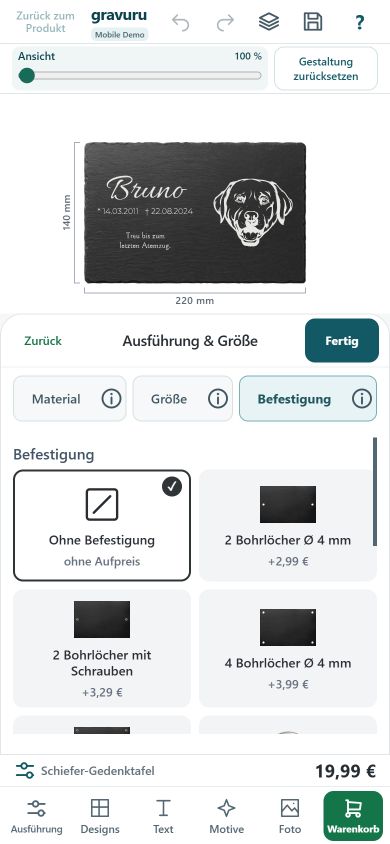 Zurück zum
Produkt
gravuru
Mobile Demo
?
Ansicht
100 %
Gestaltung
zurücksetzen
Bruno
* 14.03.2011 † 22.08.2024
Treu bis zum
letzten Atemzug.
140 mm
220 mm
Zurück
Ausführung & Größe
Fertig
Material
Größe
Befestigung
Befestigung
Ohne Befestigung
ohne Aufpreis
2 Bohrlöcher Ø 4 mm
+2,99 €
2 Bohrlöcher mit
Schrauben
+3,29 €
4 Bohrlöcher Ø 4 mm
+3,99 €
Schiefer-Gedenktafel
19,99 €
Ausführung
Designs
Text
Motive
Foto
Warenkorb